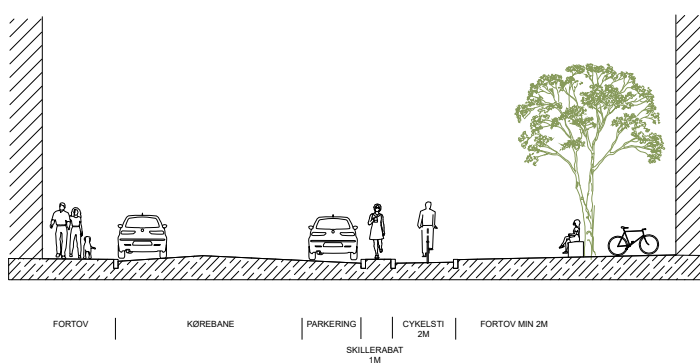 FORTOV
KØREBANE
PARKERING
SKILLERABAT
1M
CYKELSTI
2M
FORTOV MIN 2M